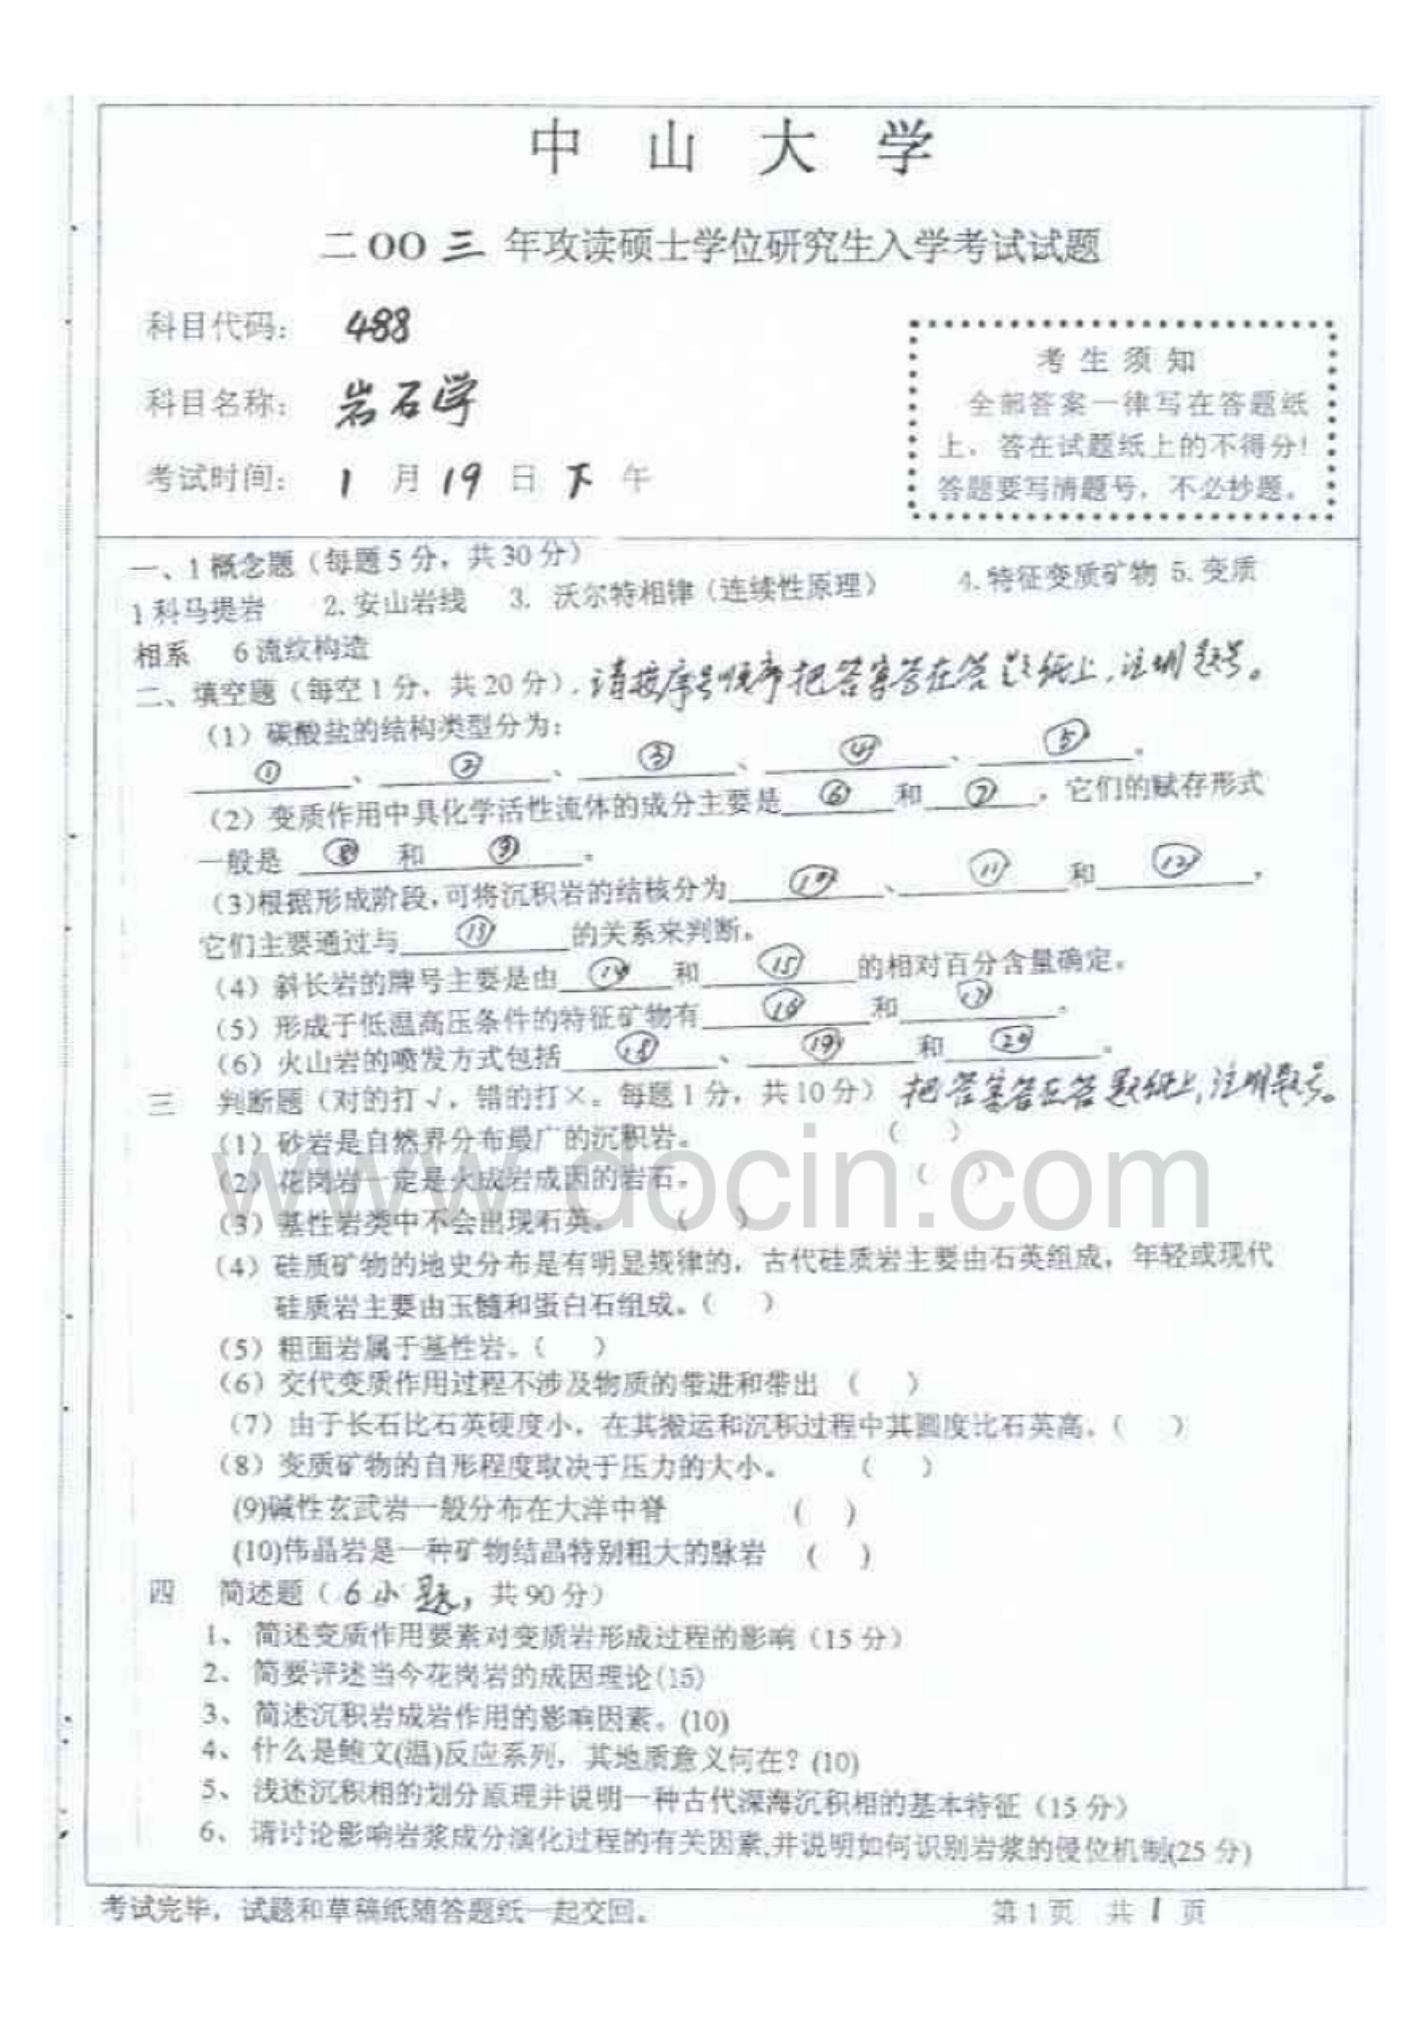 中山大学
二00三年攻读硕士学位研究生入学考试试题
科目代码: 488
科目名称: 岩石学
考试时间: 1 月 19 日 下 午
考生须知
全部答案一律写在答题纸
上，答在试题纸上的不得分!
答题要写清题号，不必抄题。
一、1概念题（每题5分，共30分）
1科马提岩 2.安山岩线 3. 沃尔特相律（连续性原理） 4.特征变质矿物 5.变质
相系 6流纹构造
二、填空题（每空1分，共20分）. 请按序号顺序把答案答在答题纸上,注明题号。
（1）碳酸盐的结构类型分为:
①、②、③、④、⑤。
（2）变质作用中具化学活性流体的成分主要是 ⑥ 和 ⑦ ，它们的赋存形式
一般是 ⑧ 和 ⑨ 。
(3)根据形成阶段,可将沉积岩的结核分为 ⑩ 、 ⑪ 和 ⑫ ，
它们主要通过与 ⑬ 的关系来判断。
（4）斜长岩的牌号主要是由 ⑭ 和 ⑮ 的相对百分含量确定。
（5）形成于低温高压条件的特征矿物有 ⑯ 和 ⑰ 。
（6）火山岩的喷发方式包括 ⑱ 、 ⑲ 和 ⑳ 。
三 判断题（对的打√，错的打×。每题1分，共10分） 把答案答在答题纸上,注明题号。
（1）砂岩是自然界分布最广的沉积岩。 （ ）
（2）花岗岩一定是火成岩成因的岩石。 （ ）
（3）基性岩类中不会出现石英。 （ ）
www.docin.com
（4）硅质矿物的地史分布是有明显规律的，古代硅质岩主要由石英组成，年轻或现代
硅质岩主要由玉髓和蛋白石组成。（ ）
（5）粗面岩属于基性岩。（ ）
（6）交代变质作用过程不涉及物质的带进和带出 （ ）
（7）由于长石比石英硬度小，在其搬运和沉积过程中其圆度比石英高。（ ）
（8）变质矿物的自形程度取决于压力的大小。 （ ）
(9)碱性玄武岩一般分布在大洋中脊 ( )
(10)伟晶岩是一种矿物结晶特别粗大的脉岩 ( )
四 简述题（6小题，共90分）
1、简述变质作用要素对变质岩形成过程的影响（15分）
2、简要评述当今花岗岩的成因理论(15)
3、简述沉积岩成岩作用的影响因素。(10)
4、什么是鲍文(温)反应系列，其地质意义何在？(10)
5、浅述沉积相的划分原理并说明一种古代深海沉积相的基本特征（15分）
6、请讨论影响岩浆成分演化过程的有关因素,并说明如何识别岩浆的侵位机制(25分)
考试完毕，试题和草稿纸随答题纸一起交回。 第1页 共1页